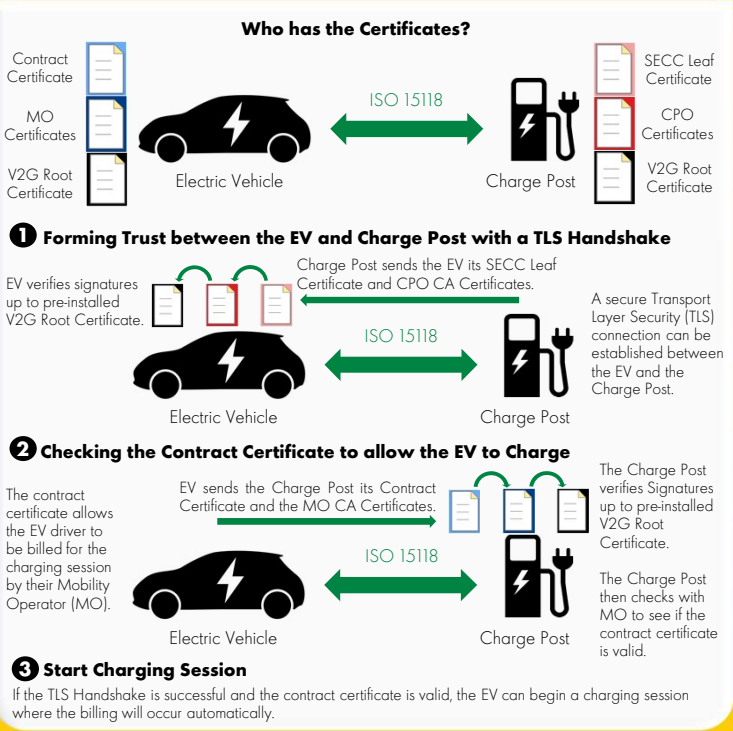 Who has the Certificates?
Contract
Certificate
MO
Certificates
V2G Root
Certificate
Electric Vehicle
ISO 15118
Charge Post
SECC Leaf
Certificate
CPO
Certificates
V2G Root
Certificate
1 Forming Trust between the EV and Charge Post with a TLS Handshake
EV verifies signatures
up to pre-installed
V2G Root Certificate.
Charge Post sends the EV its SECC Leaf
Certificate and CPO CA Certificates.
ISO 15118
Electric Vehicle
Charge Post
A secure Transport
Layer Security (TLS)
connection can be
established between
the EV and the
Charge Post.
2 Checking the Contract Certificate to allow the EV to Charge
The contract
certificate allows
the EV driver to
be billed for the
charging session
by their Mobility
Operator (MO).
EV sends the Charge Post its Contract
Certificate and the MO CA Certificates.
ISO 15118
Electric Vehicle
Charge Post
The Charge Post
verifies Signatures
up to pre-installed
V2G Root
Certificate.
The Charge Post
then checks with
MO to see if the
contract certificate
is valid.
3 Start Charging Session
If the TLS Handshake is successful and the contract certificate is valid, the EV can begin a charging session
where the billing will occur automatically.